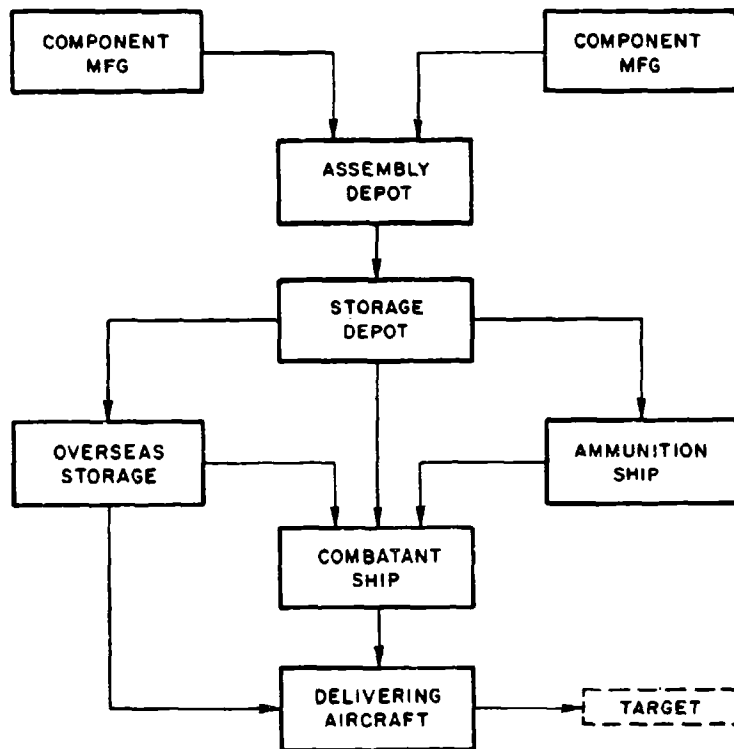 COMPONENT
MFG
COMPONENT
MFG
ASSEMBLY
DEPOT
STORAGE
DEPOT
OVERSEAS
STORAGE
AMMUNITION
SHIP
COMBATANT
SHIP
DELIVERING
AIRCRAFT
TARGET